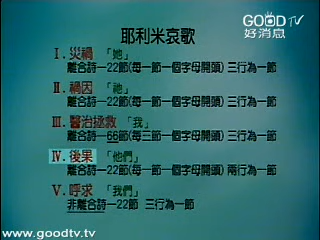 GOOD TV
好消息
耶利米哀歌
I. 災禍「她」
離合詩—22節(每一節一個字母開頭) 三行為一節
II. 禍因「祂」
離合詩—22節(每一節一個字母開頭) 三行為一節
III. 醫治拯救「我」
離合詩—66節(每三節一個字母開頭) 三行為一節
IV. 後果「他們」
離合詩—22節(每一節一個字母開頭) 兩行為一節
V. 呼求「我們」
非離合詩—22節 三行為一節
www.goodtv.tv